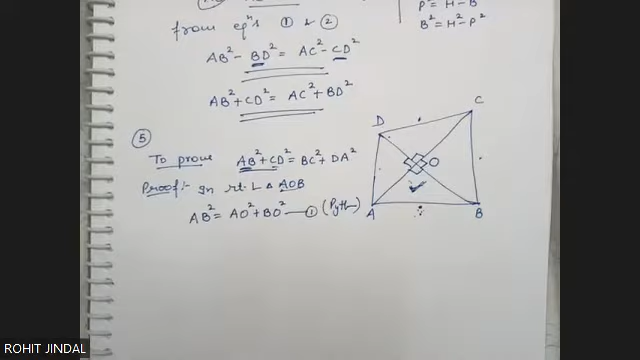 P² = H² - B²
B² = H² - P²
from eqⁿs ① & ②
AB² - BD² = AC² - CD²
AB² + CD² = AC² + BD²
⑤
To prove AB² + CD² = BC² + DA²
Proof:- In rt. L △ AOB
AB² = AO² + BO² — ① (Pyth)
D
C
O
A
B
ROHIT JINDAL